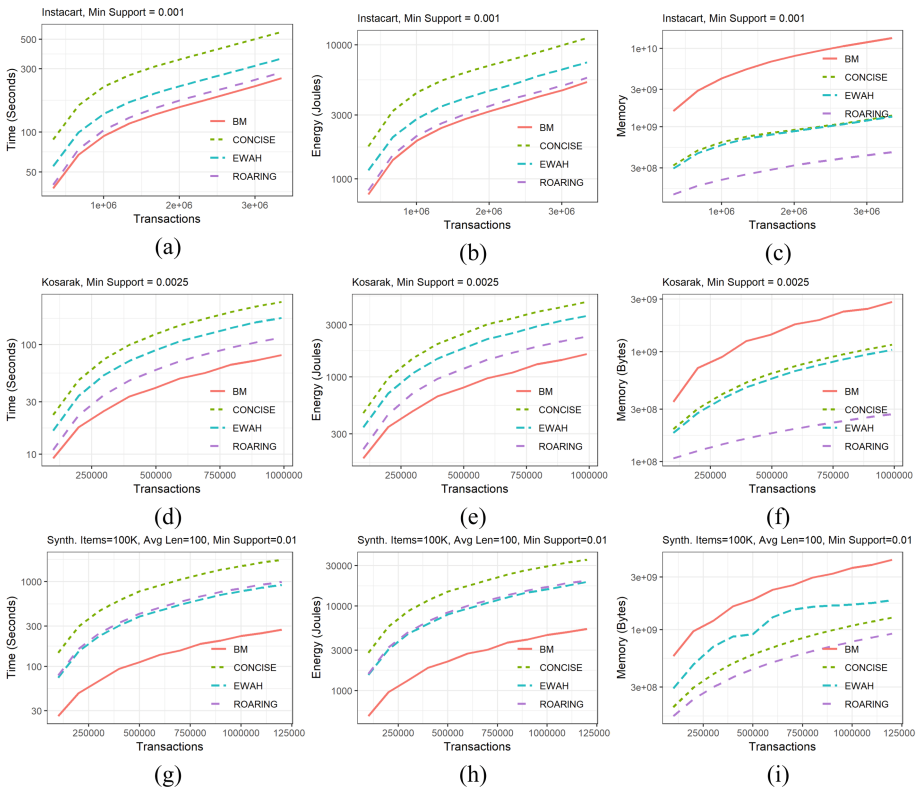 Instacart, Min Support = 0.001
Time (Seconds)
500
300
100
50
BM
CONCISE
EWAH
ROARING
1e+06
2e+06
3e+06
Transactions
(a)
Instacart, Min Support = 0.001
Energy (Joules)
10000
3000
1000
BM
CONCISE
EWAH
ROARING
1e+06
2e+06
3e+06
Transactions
(b)
Instacart, Min Support = 0.001
Memory
1e+10
3e+09
1e+09
3e+08
BM
CONCISE
EWAH
ROARING
1e+06
2e+06
3e+06
Transactions
(c)
Kosarak, Min Support = 0.0025
Time (Seconds)
100
30
10
BM
CONCISE
EWAH
ROARING
250000
500000
750000
1000000
Transactions
(d)
Kosarak, Min Support = 0.0025
Energy (Joules)
3000
1000
300
BM
CONCISE
EWAH
ROARING
250000
500000
750000
1000000
Transactions
(e)
Kosarak, Min Support = 0.0025
Memory (Bytes)
3e+09
1e+09
3e+08
1e+08
BM
CONCISE
EWAH
ROARING
250000
500000
750000
1000000
Transactions
(f)
Synth. Items=100K, Avg Len=100, Min Support=0.01
Time (Seconds)
1000
300
100
30
BM
CONCISE
EWAH
ROARING
250000
500000
750000
1000000
125000
Transactions
(g)
Synth. Items=100K, Avg Len=100, Min Support=0.01
Energy (Joules)
30000
10000
3000
1000
BM
CONCISE
EWAH
ROARING
250000
500000
750000
1000000
125000
Transactions
(h)
Synth. Items=100K, Avg Len=100, Min Support=0.01
Memory (Bytes)
3e+09
1e+09
3e+08
BM
CONCISE
EWAH
ROARING
250000
500000
750000
1000000
125000
Transactions
(i)